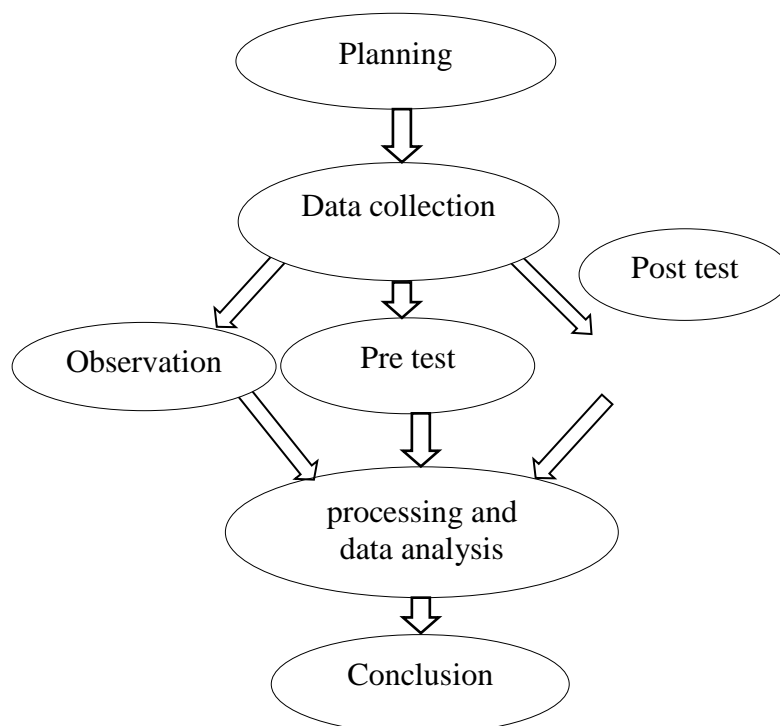 Planning
Data collection
Post test
Observation
Pre test
processing and
data analysis
Conclusion